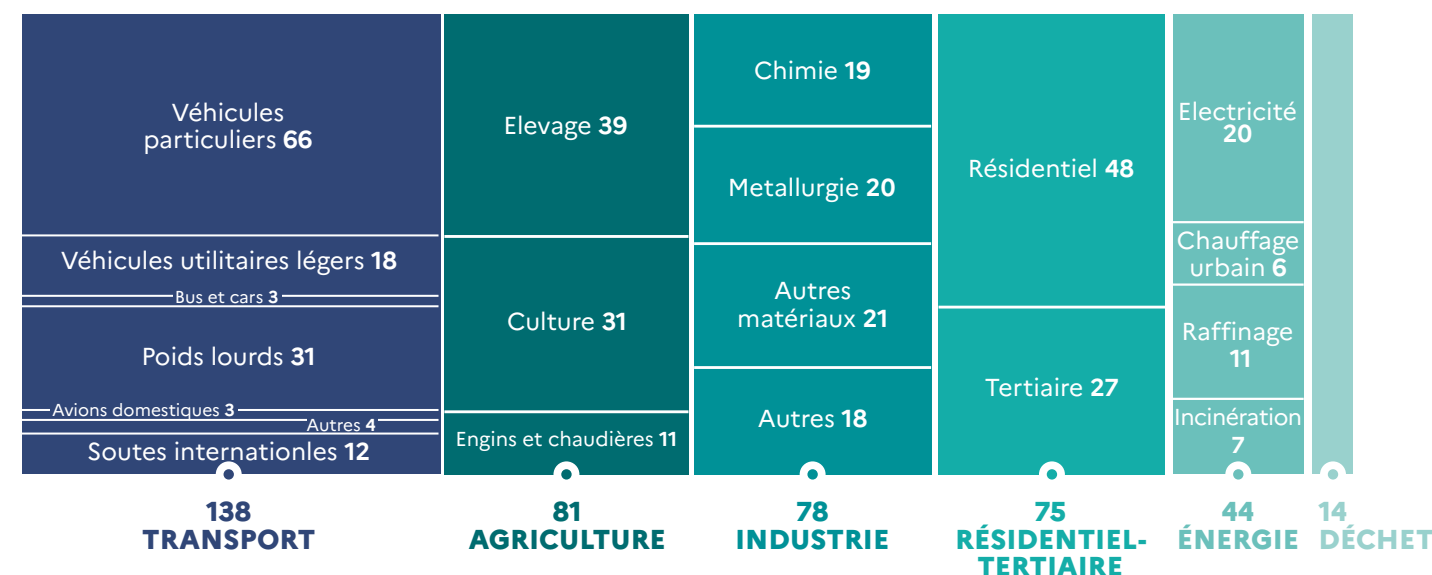 Véhicules
particuliers 66
Véhicules utilitaires légers 18
Bus et cars 3
Poids lourds 31
Avions domestiques 3
Autres 4
Soutes internationles 12
138
TRANSPORT
Elevage 39
Culture 31
Engins et chaudières 11
81
AGRICULTURE
Chimie 19
Metallurgie 20
Autres
matériaux 21
Autres 18
78
INDUSTRIE
Résidentiel 48
Tertiaire 27
75
RÉSIDENTIEL-
TERTIAIRE
Electricité
20
Chauffage
urbain 6
Raffinage
11
Incinération
7
44
ÉNERGIE
14
DÉCHET